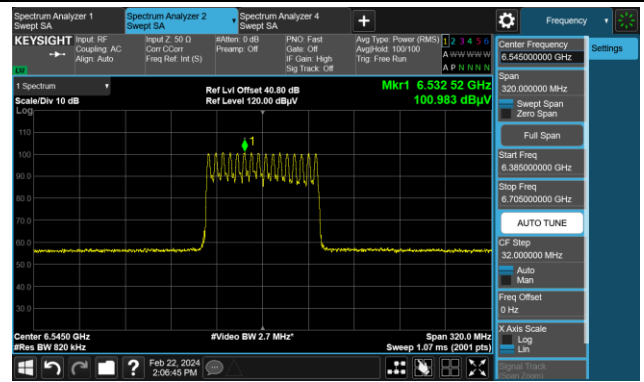 Spectrum Analyzer 1
Swept SA
Spectrum Analyzer 2
Swept SA
Spectrum Analyzer 4
Swept SA
Frequency
KEYSIGHT
Input: RF
Coupling: AC
Align: Auto
Input Z: 50 Ω
Corr CCorr
Freq Ref: Int (S)
#Atten: 0 dB
Preamp: Off
PNO: Fast
Gate: Off
IF Gain: High
Sig Track: Off
Avg Type: Power (RMS)
Avg|Hold: 100/100
Trig: Free Run
1 2 3 4 5 6
A W W W W W
A P N N N N
1 Spectrum
Scale/Div 10 dB
Log
Ref Lvl Offset 40.80 dB
Ref Level 120.00 dBµV
Mkr1 6.532 52 GHz
100.983 dBµV
1
110
100
90.0
80.0
70.0
60.0
50.0
40.0
30.0
Center 6.5450 GHz
#Res BW 820 kHz
#Video BW 2.7 MHz*
Span 320.0 MHz
Sweep 1.07 ms (2001 pts)
Feb 22, 2024
2:06:45 PM
Settings
Center Frequency
6.545000000 GHz
Span
320.000000 MHz
Swept Span
Zero Span
Full Span
Start Freq
6.385000000 GHz
Stop Freq
6.705000000 GHz
AUTO TUNE
CF Step
32.000000 MHz
Auto
Man
Freq Offset
0 Hz
X Axis Scale
Log
Lin
Signal Track
(Span Zoom)